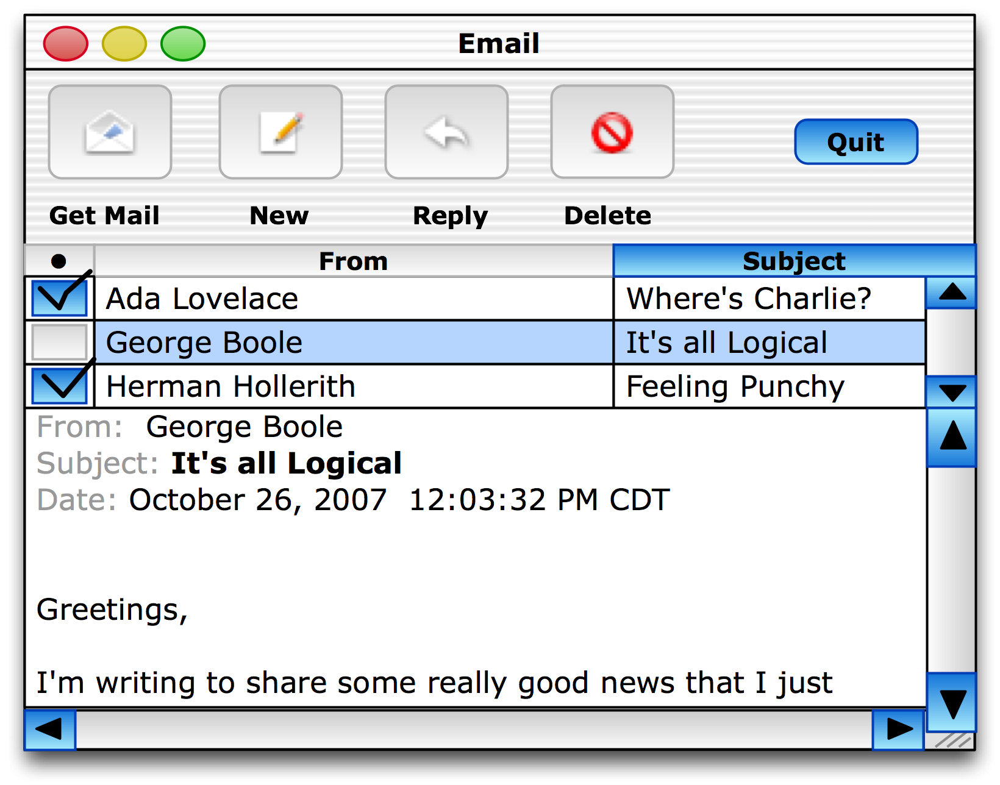 Email
Quit
Get Mail New Reply Delete
● From Subject
Ada Lovelace Where's Charlie?
George Boole It's all Logical
Herman Hollerith Feeling Punchy
From: George Boole
Subject: It's all Logical
Date: October 26, 2007 12:03:32 PM CDT
Greetings,
I'm writing to share some really good news that I just